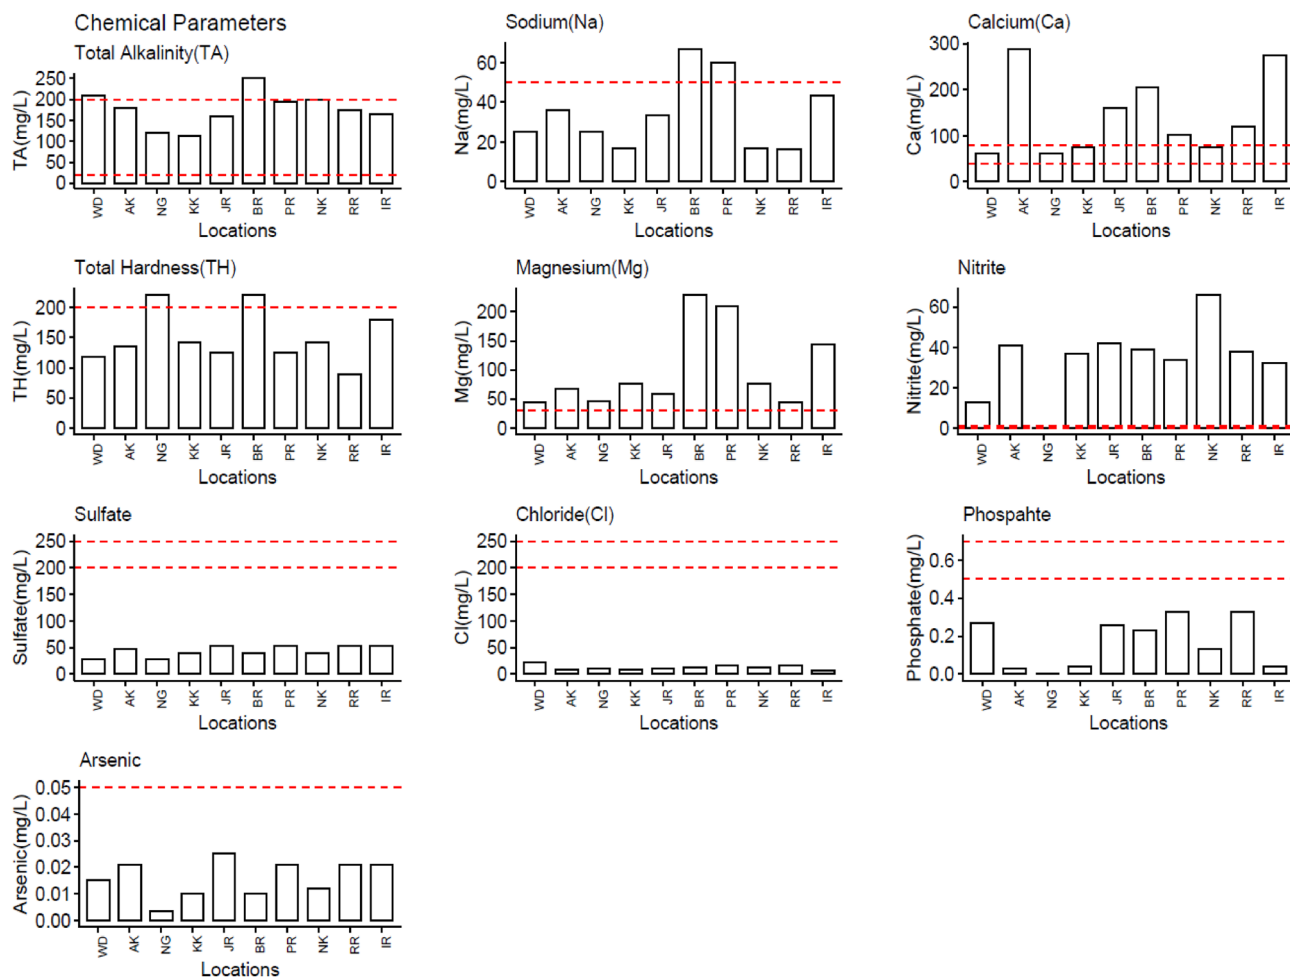 Chemical Parameters
Total Alkalinity(TA)
TA(mg/L)
250
200
150
100
50
0
WD AK NG KK JR BR PR NK RR IR
Locations
Sodium(Na)
Na(mg/L)
60
40
20
0
WD AK NG KK JR BR PR NK RR IR
Locations
Calcium(Ca)
Ca(mg/L)
300
200
100
0
WD AK NG KK JR BR PR NK RR IR
Locations
Total Hardness(TH)
TH(mg/L)
200
150
100
50
0
WD AK NG KK JR BR PR NK RR IR
Locations
Magnesium(Mg)
Mg(mg/L)
200
150
100
50
0
WD AK NG KK JR BR PR NK RR IR
Locations
Nitrite
Nitrite(mg/L)
60
40
20
0
WD AK NG KK JR BR PR NK RR IR
Locations
Sulfate
Sulfate(mg/L)
250
200
150
100
50
0
WD AK NG KK JR BR PR NK RR IR
Locations
Chloride(Cl)
Cl(mg/L)
250
200
150
100
50
0
WD AK NG KK JR BR PR NK RR IR
Locations
Phospahte
Phosphate(mg/L)
0.6
0.4
0.2
0.0
WD AK NG KK JR BR PR NK RR IR
Locations
Arsenic
Arsenic(mg/L)
0.05
0.04
0.03
0.02
0.01
0.00
WD AK NG KK JR BR PR NK RR IR
Locations